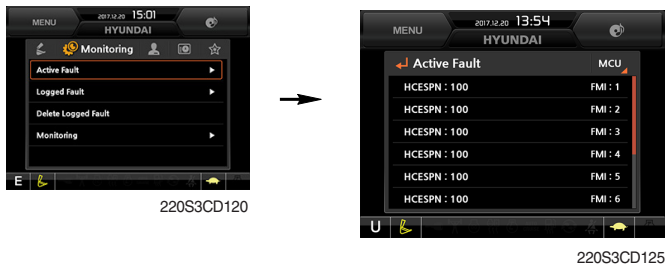 MENU
2017.12.20 15:01
HYUNDAI
Monitoring
Active Fault
Logged Fault
Delete Logged Fault
Monitoring
E
220S3CD120
MENU
2017.12.20 13:54
HYUNDAI
Active Fault MCU
HCESPN : 100 FMI : 1
HCESPN : 100 FMI : 2
HCESPN : 100 FMI : 3
HCESPN : 100 FMI : 4
HCESPN : 100 FMI : 5
HCESPN : 100 FMI : 6
U
220S3CD125